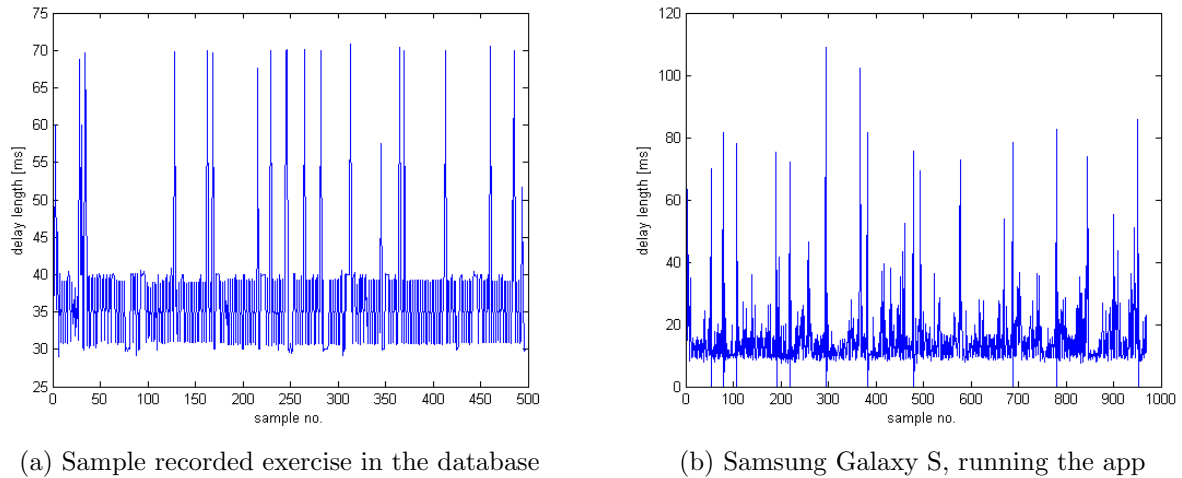 75
70
65
60
55
50
45
40
35
30
25
delay length [ms]
0 50 100 150 200 250 300 350 400 450 500
sample no.
(a) Sample recorded exercise in the database
120
100
80
60
40
20
0
delay length [ms]
0 100 200 300 400 500 600 700 800 900 1000
sample no.
(b) Samsung Galaxy S, running the app